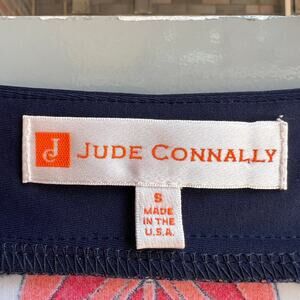 J JUDE CONNALLY
S
MADE
IN THE
U.S.A.